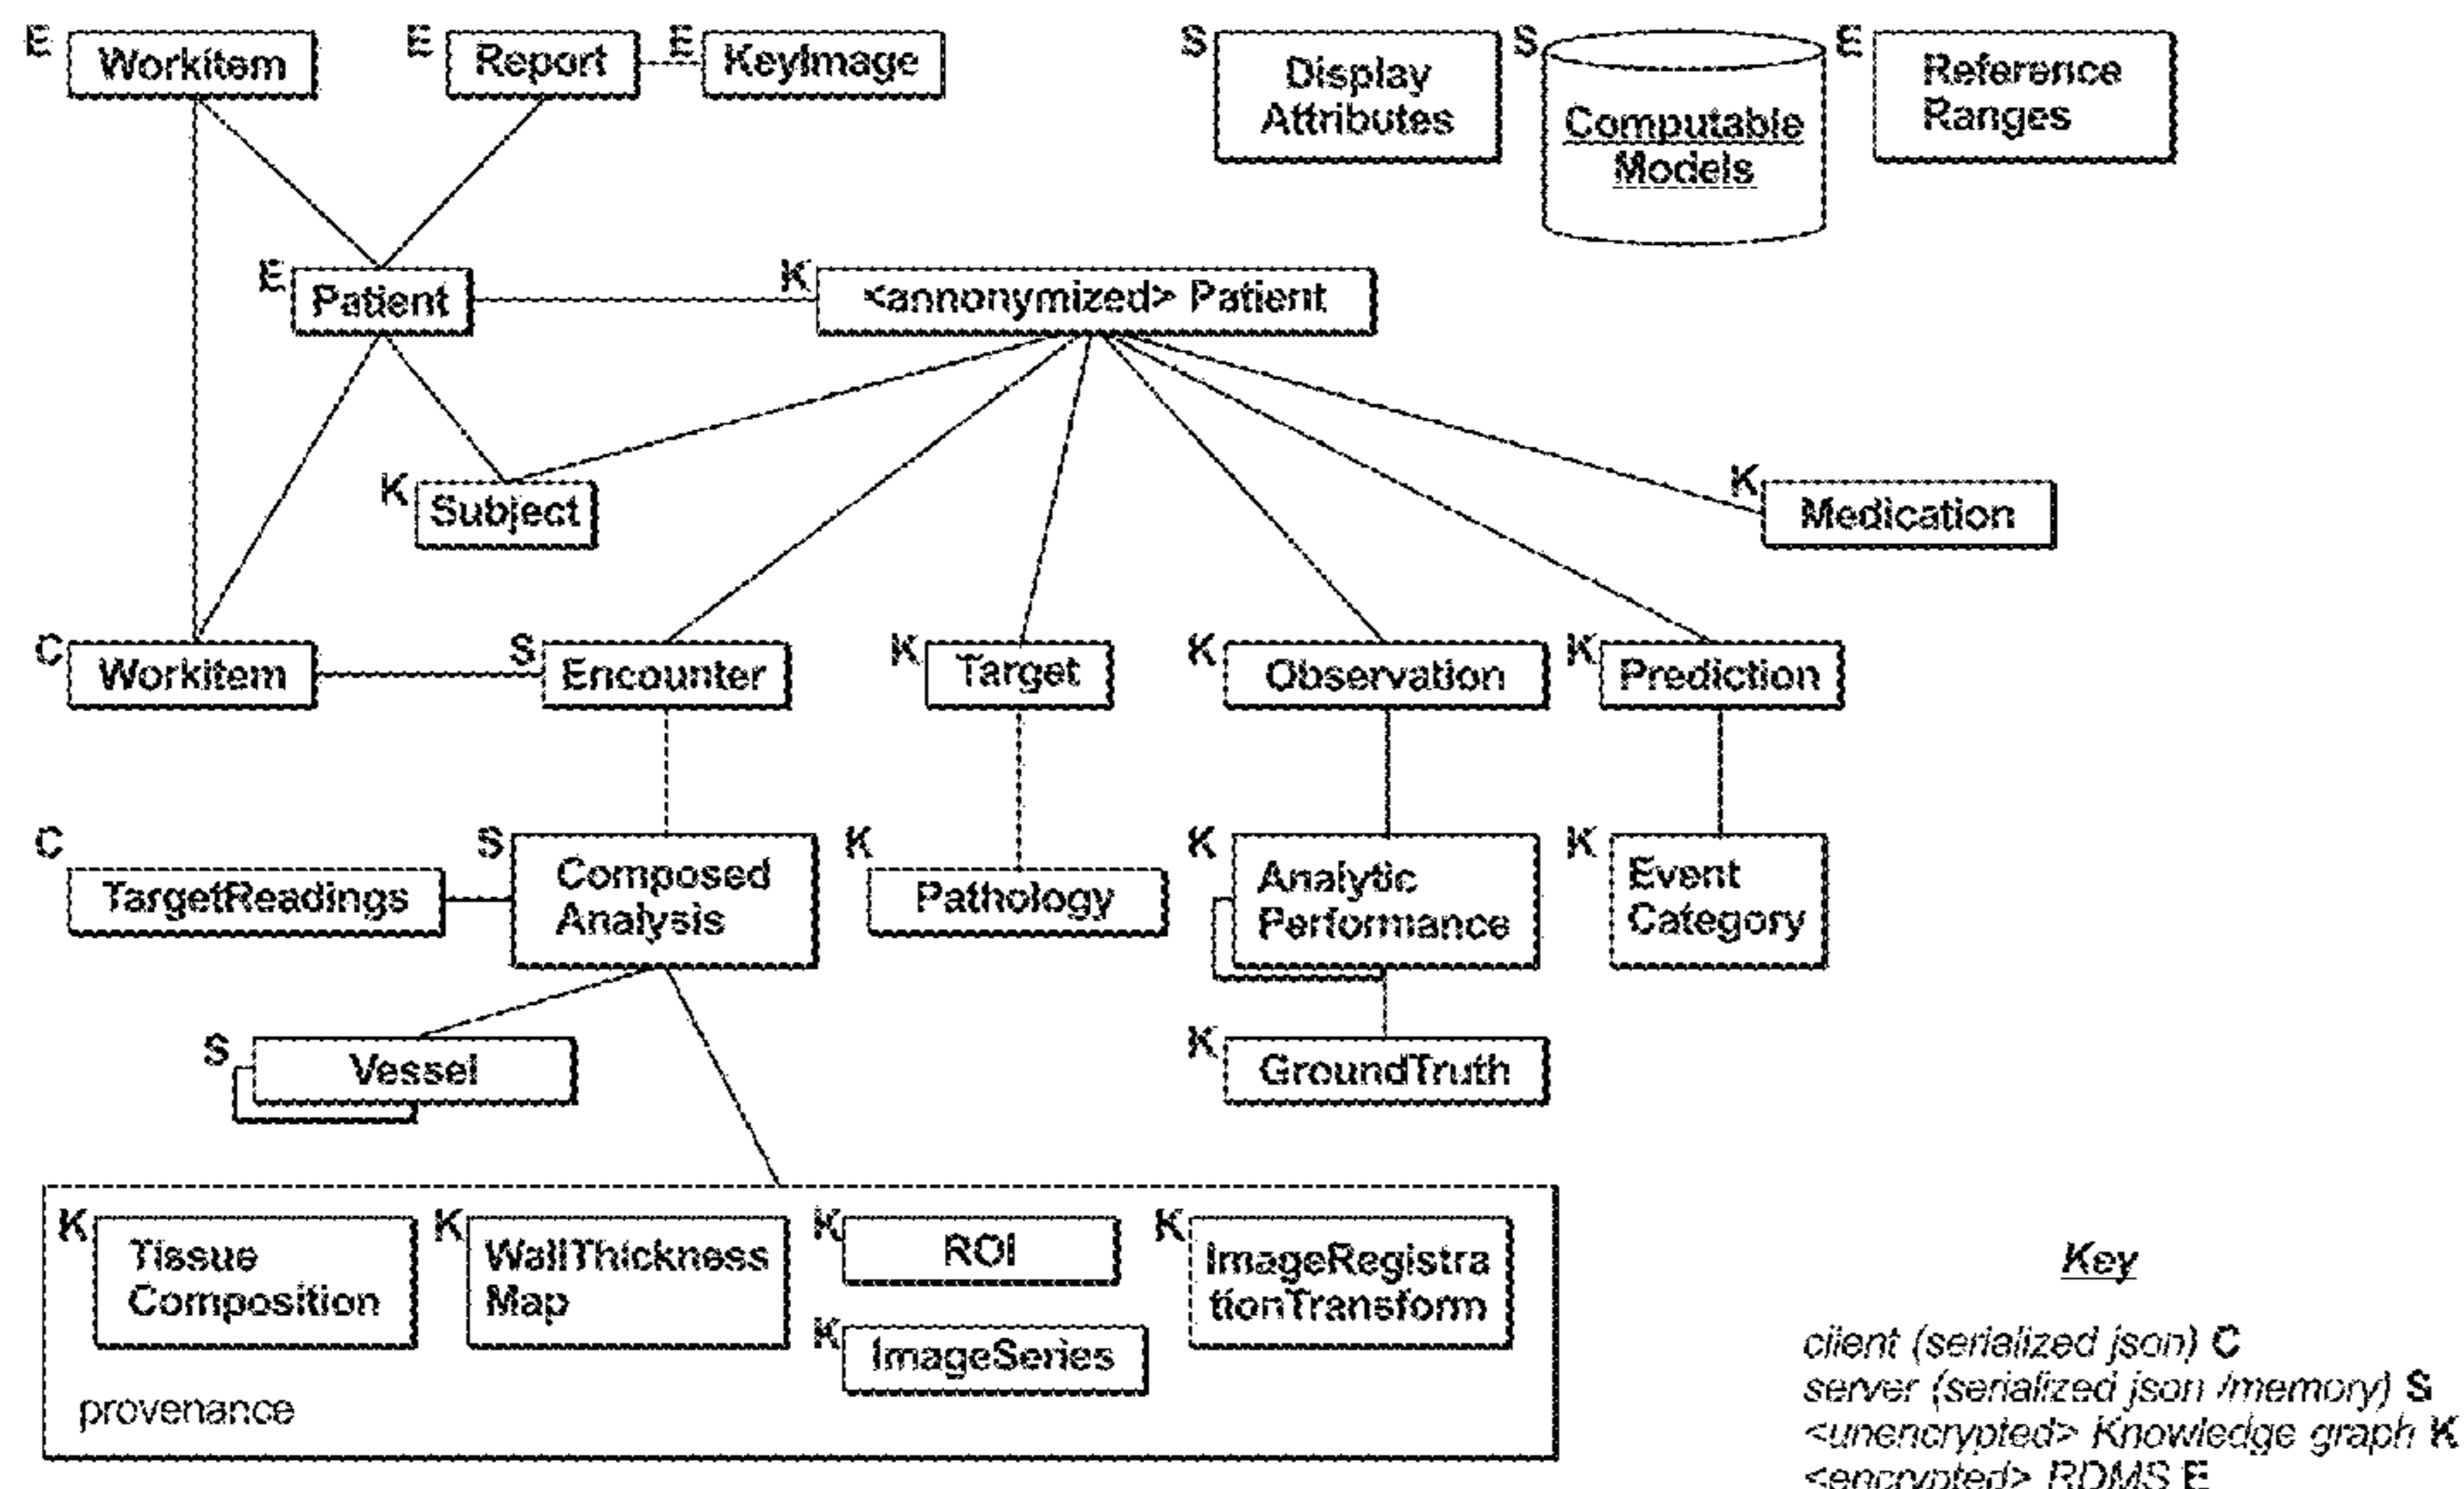 E Workitem
E Report
E KeyImage
S Display
Attributes
S Computable
Models
E Reference
Ranges
E Patient
K <annonymized> Patient
K Subject
K Medication
C Workitem
S Encounter
K Target
K Observation
K Prediction
C TargetReadings
S Composed
Analysis
K Pathology
K Analytic
Performance
K Event
Category
S Vessel
K GroundTruth
K Tissue
Composition
K WallThickness
Map
K ROI
K ImageSeries
K ImageRegistra
tionTransform
provenance
Key
client (serialized json) C
server (serialized json /memory) S
<unencrypted> Knowledge graph K
<encrypted> RDMS E